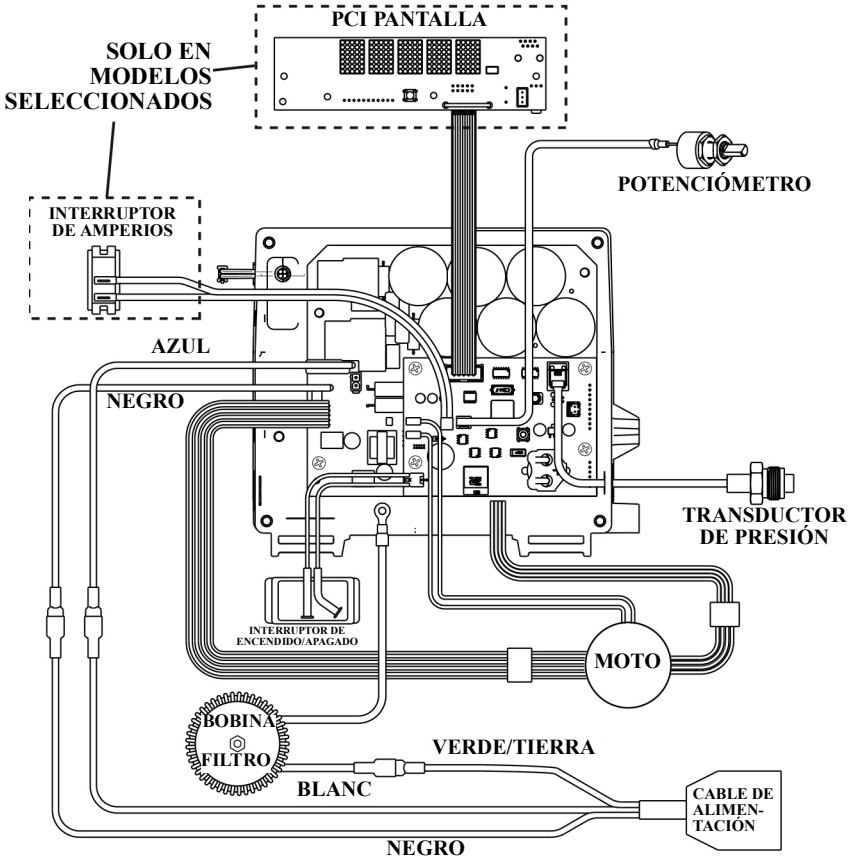 PCI PANTALLA
SOLO EN
MODELOS
SELECCIONADOS
POTENCIÓMETRO
INTERRUPTOR
DE AMPERIOS
AZUL
NEGRO
TRANSDUCTOR
DE PRESIÓN
INTERRUPTOR DE
ENCENDIDO/APAGADO
MOTO
BOBINA
FILTRO
VERDE/TIERRA
BLANC
CABLE DE
ALIMEN-
TACIÓN
NEGRO